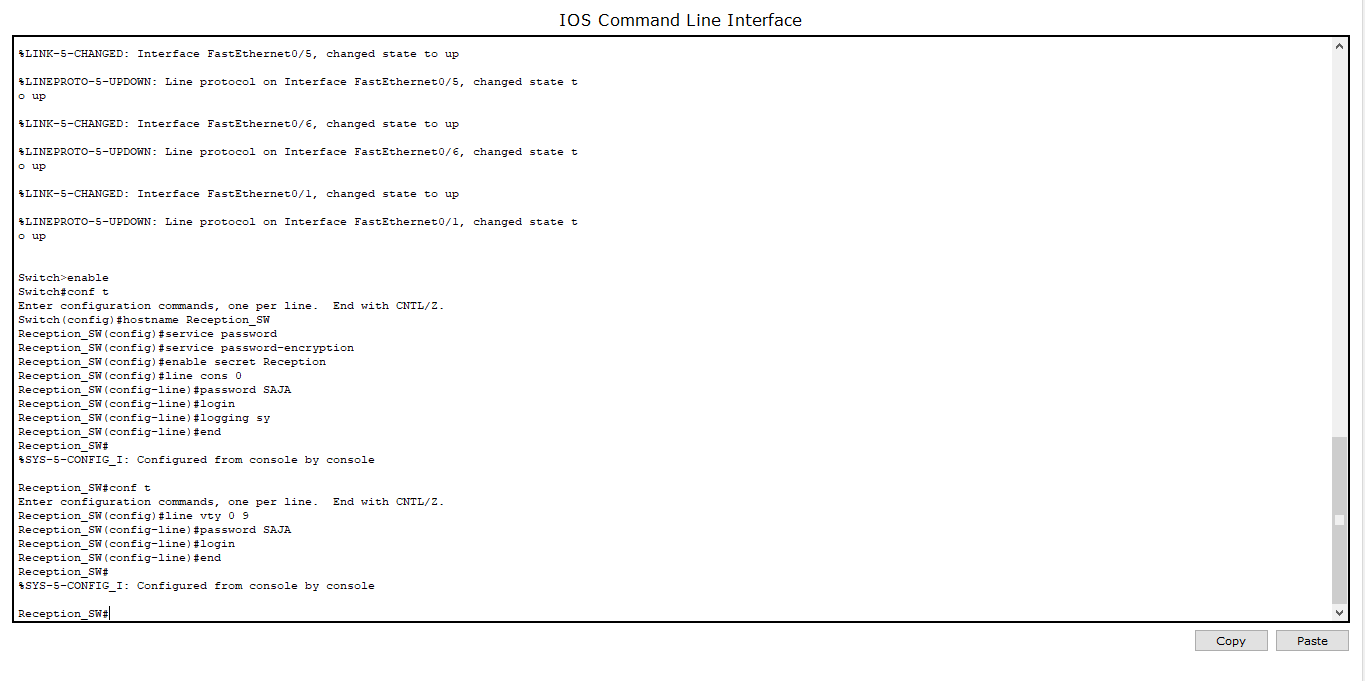 IOS Command Line Interface
%LINK-5-CHANGED: Interface FastEthernet0/5, changed state to up
%LINEPROTO-5-UPDOWN: Line protocol on Interface FastEthernet0/5, changed state t
o up
%LINK-5-CHANGED: Interface FastEthernet0/6, changed state to up
%LINEPROTO-5-UPDOWN: Line protocol on Interface FastEthernet0/6, changed state t
o up
%LINK-5-CHANGED: Interface FastEthernet0/1, changed state to up
%LINEPROTO-5-UPDOWN: Line protocol on Interface FastEthernet0/1, changed state t
o up
Switch>enable
Switch#conf t
Enter configuration commands, one per line.  End with CNTL/Z.
Switch(config)#hostname Reception_SW
Reception_SW(config)#service password
Reception_SW(config)#service password-encryption
Reception_SW(config)#enable secret Reception
Reception_SW(config)#line cons 0
Reception_SW(config-line)#password SAJA
Reception_SW(config-line)#login
Reception_SW(config-line)#logging sy
Reception_SW(config-line)#end
Reception_SW#
%SYS-5-CONFIG_I: Configured from console by console
Reception_SW#conf t
Enter configuration commands, one per line.  End with CNTL/Z.
Reception_SW(config)#line vty 0 9
Reception_SW(config-line)#password SAJA
Reception_SW(config-line)#login
Reception_SW(config-line)#end
Reception_SW#
%SYS-5-CONFIG_I: Configured from console by console
Reception_SW#
Copy
Paste